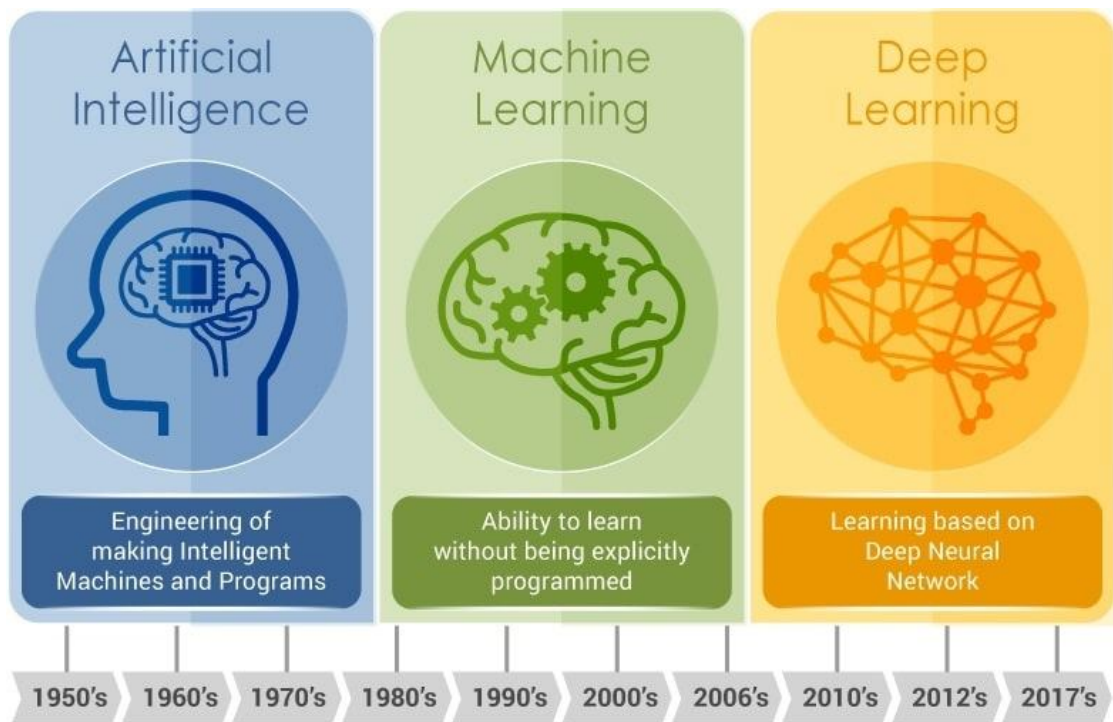 Artificial
Intelligence
Machine
Learning
Deep
Learning
Engineering of
making Intelligent
Machines and Programs
Ability to learn
without being explicitly
programmed
Learning based on
Deep Neural
Network
1950's
1960's
1970's
1980's
1990's
2000's
2006's
2010's
2012's
2017's